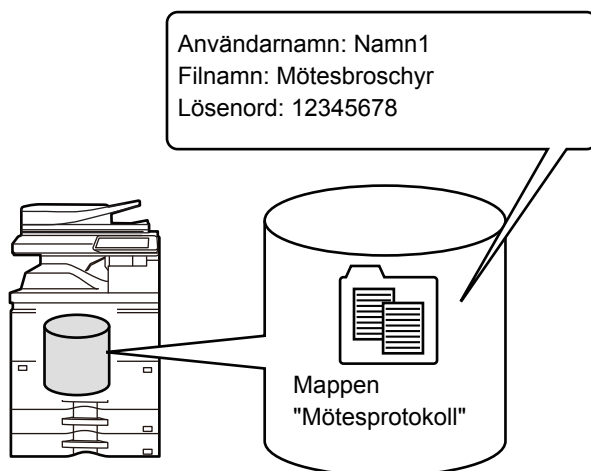 Användarnamn: Namn1
Filnamn: Mötesbroschyr
Lösenord: 12345678
Mappen
"Mötesprotokoll"